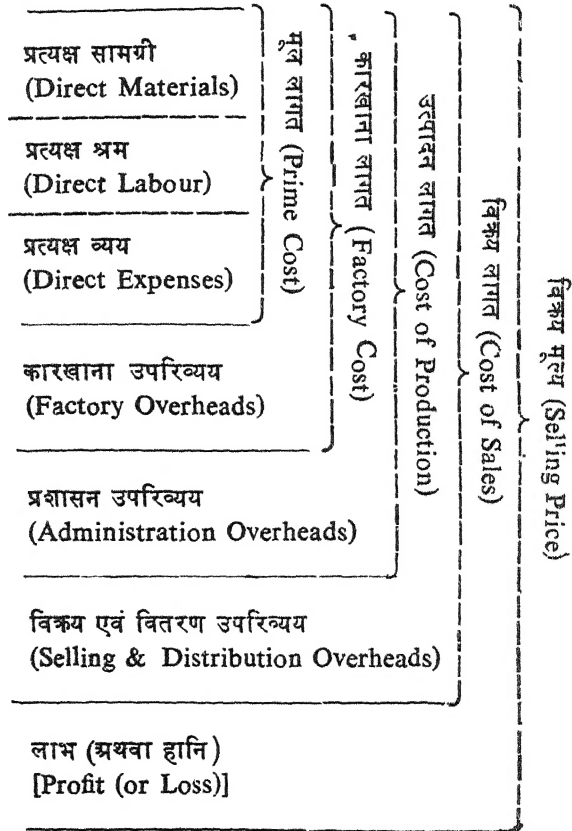 प्रत्यक्ष सामग्री
(Direct Materials)
प्रत्यक्ष श्रम
(Direct Labour)
प्रत्यक्ष व्यय
(Direct Expenses)
कारखाना उपरिव्यय
(Factory Overheads)
प्रशासन उपरिव्यय
(Administration Overheads)
विक्रय एवं वितरण उपरिव्यय
(Selling & Distribution Overheads)
लाभ (अथवा हानि)
[Profit (or Loss)]
मूल लागत (Prime Cost)
कारखाना लागत (Factory Cost)
उत्पादन लागत (Cost of Production)
विक्रय लागत (Cost of Sales)
विक्रय मूल्य (Selling Price)